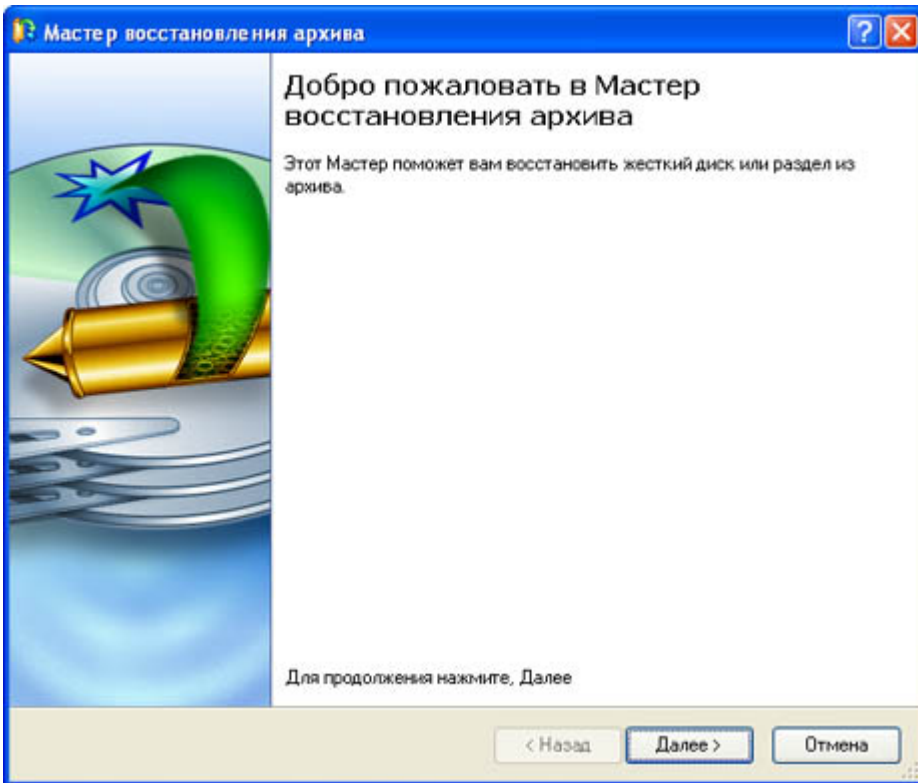 Мастер восстановления архива
Добро пожаловать в Мастер
восстановления архива
Этот Мастер поможет вам восстановить жесткий диск или раздел из
архива.
Для продолжения нажмите, Далее
< Назад
Далее >
Отмена